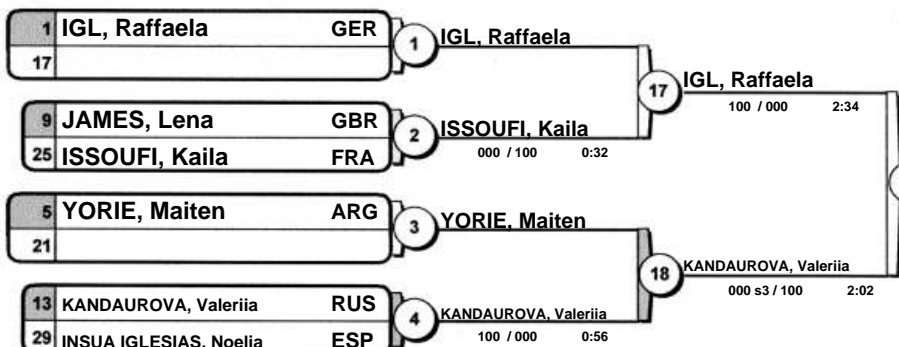 1 IGL, Raffaela GER
17
1
IGL, Raffaela
9 JAMES, Lena GBR
25 ISSOUFI, Kaila FRA
2
ISSOUFI, Kaila
000 / 100 0:32
17
IGL, Raffaela
100 / 000 2:34
5 YORIE, Maiten ARG
21
3
YORIE, Maiten
13 KANDAUROVA, Valeriia RUS
29 INSUA IGLESIAS, Noelia ESP
4
KANDAUROVA, Valeriia
100 / 000 0:56
18
KANDAUROVA, Valeriia
000 s3 / 100 2:02